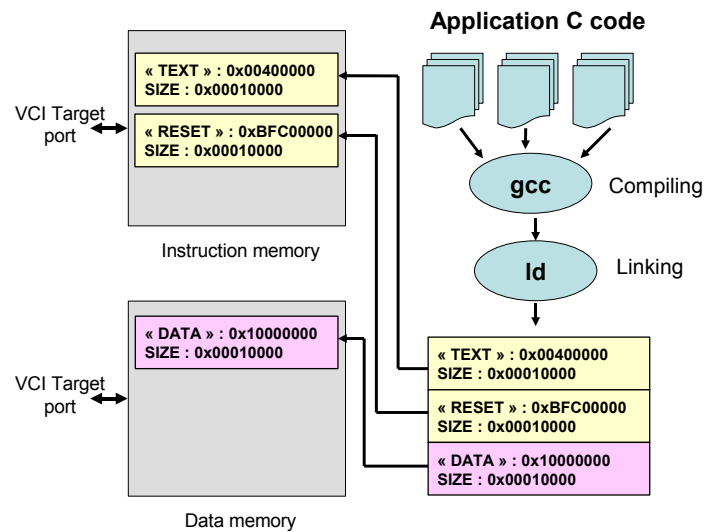 Application C code
« TEXT » : 0x00400000
SIZE : 0x00010000
VCI Target
port
« RESET » : 0xBFC00000
SIZE : 0x00010000
Instruction memory
gcc
Compiling
ld
Linking
« DATA » : 0x10000000
SIZE : 0x00010000
VCI Target
port
Data memory
« TEXT » : 0x00400000
SIZE : 0x00010000
« RESET » : 0xBFC00000
SIZE : 0x00010000
« DATA » : 0x10000000
SIZE : 0x00010000